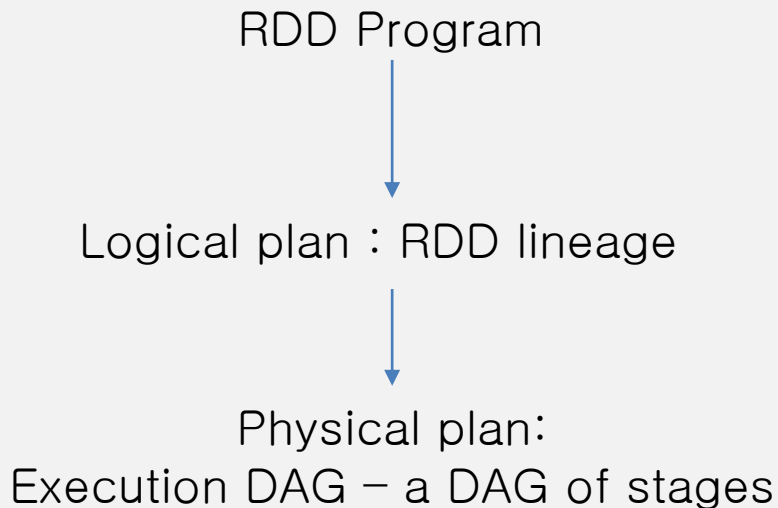 RDD Program
Logical plan : RDD lineage
Physical plan:
Execution DAG – a DAG of stages